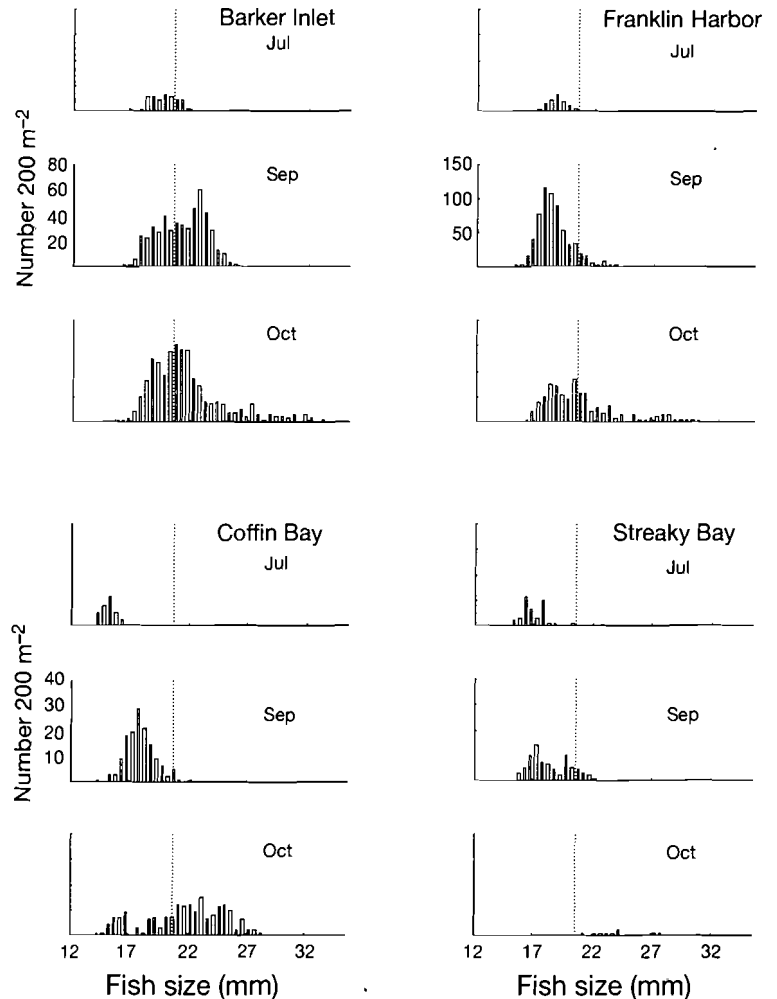 Barker Inlet
Jul
Franklin Harbor
Jul
Number 200 m−2
80
60
40
20
Sep
150
100
50
Sep
Oct
Oct
Coffin Bay
Jul
Streaky Bay
Jul
Number 200 m−2
40
30
20
10
Sep
Sep
Oct
Oct
12 17 22 27 32
12 17 22 27 32
Fish size (mm)
Fish size (mm)